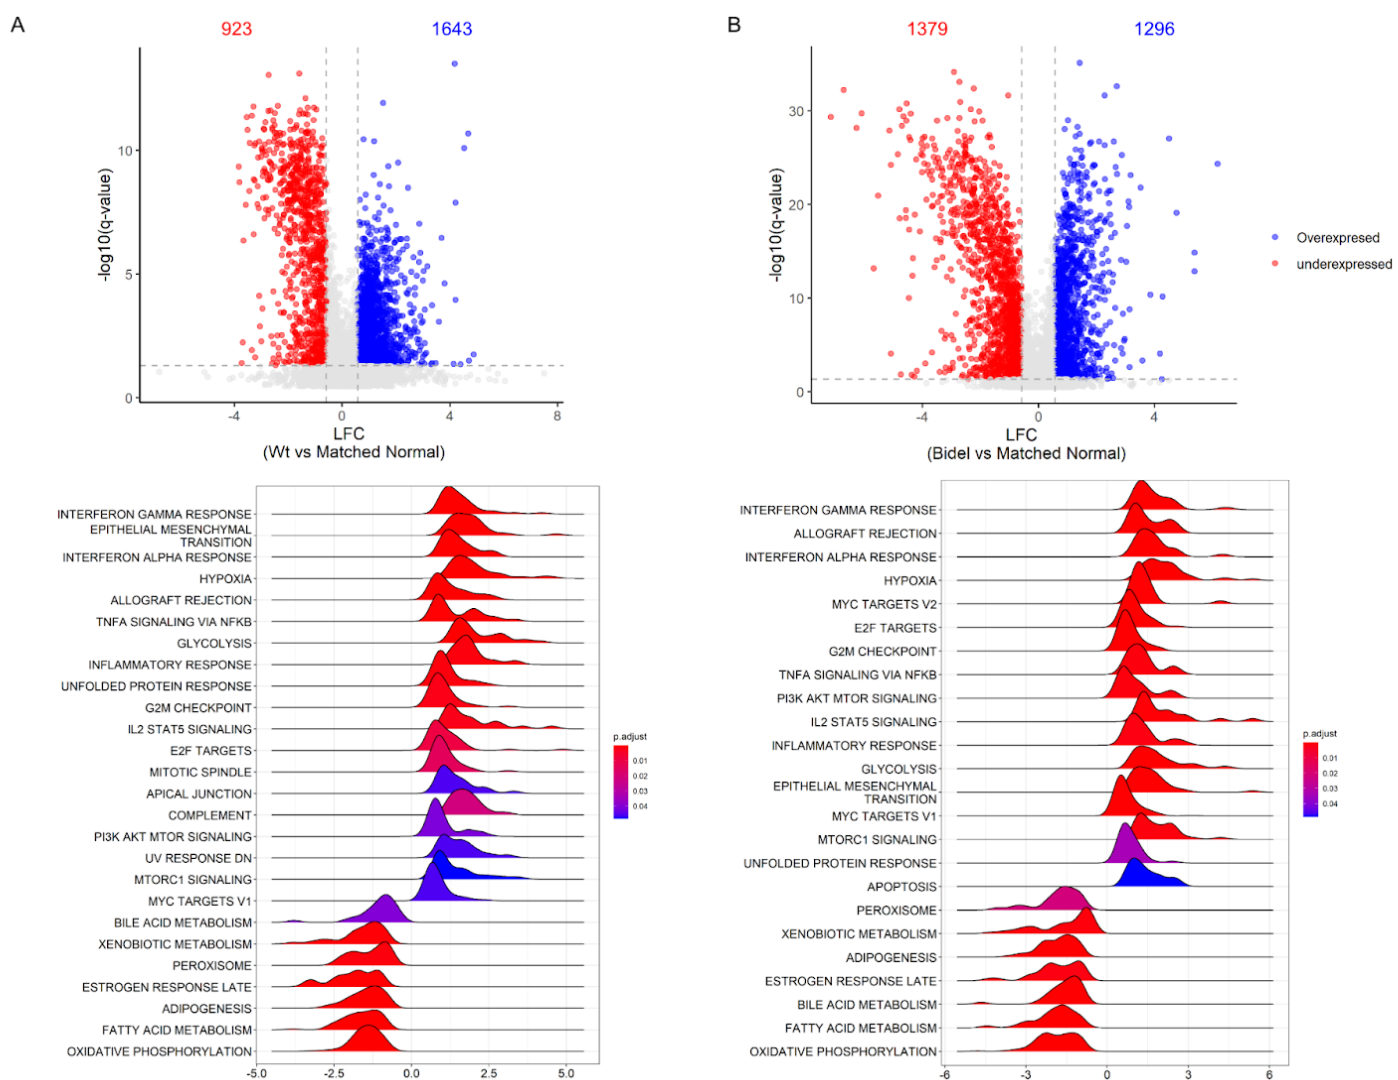 A
923
1643
-log10(q-value)
10
5
0
-4
0
4
8
LFC
(Wt vs Matched Normal)
B
1379
1296
-log10(q-value)
30
20
10
0
-4
0
4
LFC
(Bidel vs Matched Normal)
Overexpresed
underexpressed
INTERFERON GAMMA RESPONSE
EPITHELIAL MESENCHYMAL
TRANSITION
INTERFERON ALPHA RESPONSE
HYPOXIA
ALLOGRAFT REJECTION
TNFA SIGNALING VIA NFKB
GLYCOLYSIS
INFLAMMATORY RESPONSE
UNFOLDED PROTEIN RESPONSE
G2M CHECKPOINT
IL2 STAT5 SIGNALING
E2F TARGETS
MITOTIC SPINDLE
APICAL JUNCTION
COMPLEMENT
PI3K AKT MTOR SIGNALING
UV RESPONSE DN
MTORC1 SIGNALING
MYC TARGETS V1
BILE ACID METABOLISM
XENOBIOTIC METABOLISM
PEROXISOME
ESTROGEN RESPONSE LATE
ADIPOGENESIS
FATTY ACID METABOLISM
OXIDATIVE PHOSPHORYLATION
-5.0
-2.5
0.0
2.5
5.0
p.adjust
0.01
0.02
0.03
0.04
INTERFERON GAMMA RESPONSE
ALLOGRAFT REJECTION
INTERFERON ALPHA RESPONSE
HYPOXIA
MYC TARGETS V2
E2F TARGETS
G2M CHECKPOINT
TNFA SIGNALING VIA NFKB
PI3K AKT MTOR SIGNALING
IL2 STAT5 SIGNALING
INFLAMMATORY RESPONSE
GLYCOLYSIS
EPITHELIAL MESENCHYMAL
TRANSITION
MYC TARGETS V1
MTORC1 SIGNALING
UNFOLDED PROTEIN RESPONSE
APOPTOSIS
PEROXISOME
XENOBIOTIC METABOLISM
ADIPOGENESIS
ESTROGEN RESPONSE LATE
BILE ACID METABOLISM
FATTY ACID METABOLISM
OXIDATIVE PHOSPHORYLATION
-6
-3
0
3
6
p.adjust
0.01
0.02
0.03
0.04